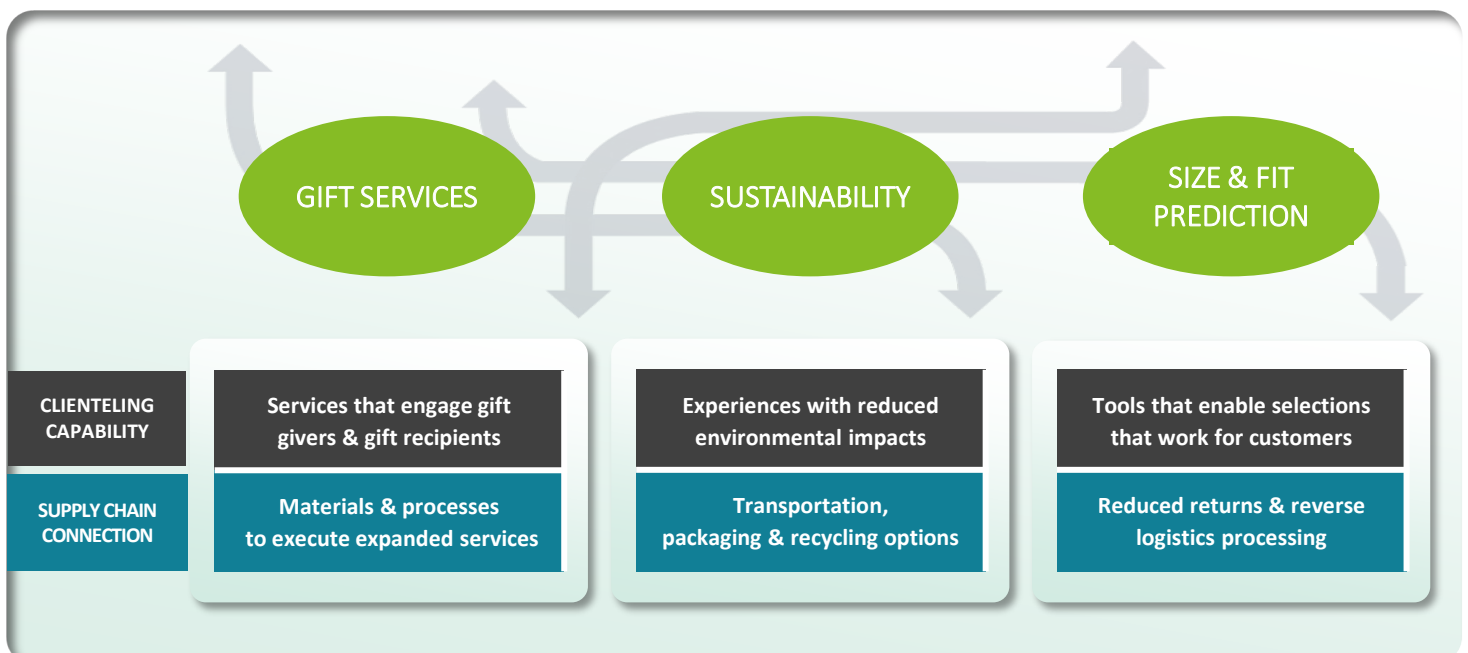 GIFT SERVICES
SUSTAINABILITY
SIZE & FIT
PREDICTION
CLIENTELING
CAPABILITY
Services that engage gift
givers & gift recipients
Experiences with reduced
environmental impacts
Tools that enable selections
that work for customers
SUPPLY CHAIN
CONNECTION
Materials & processes
to execute expanded services
Transportation,
packaging & recycling options
Reduced returns & reverse
logistics processing